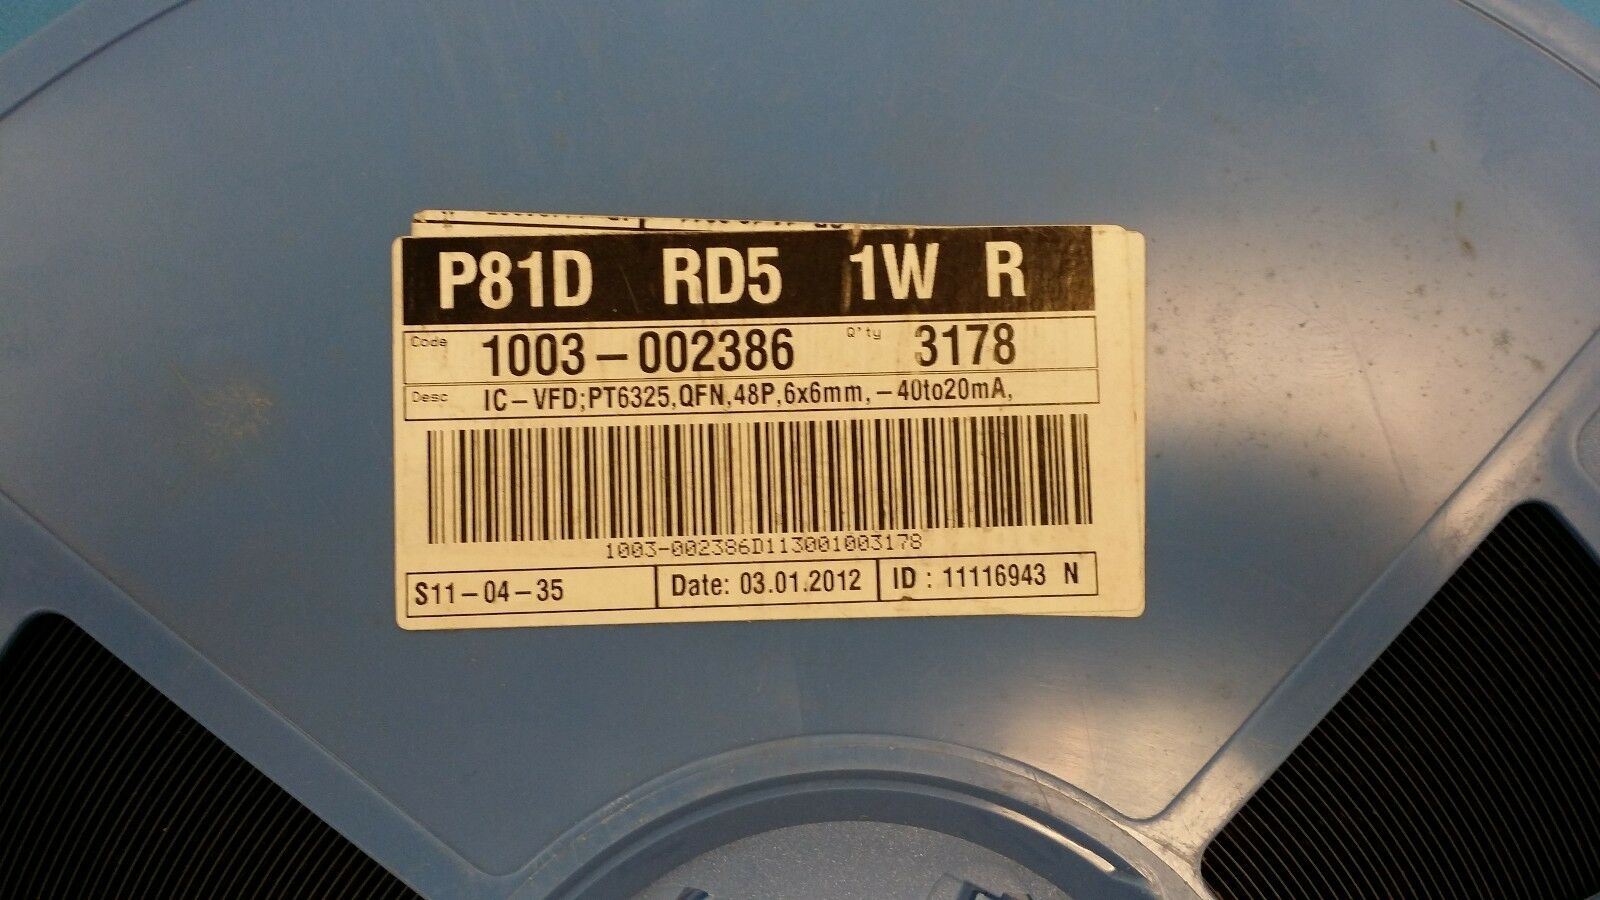 P81D RD5 1W R
Code 1003-002386 Q'ty 3178
Desc IC-VFD;PT6325,QFN,48P,6x6mm,-40to20mA,
1003-002386D113001003178
S11-04-35 Date: 03.01.2012 ID : 11116943 N